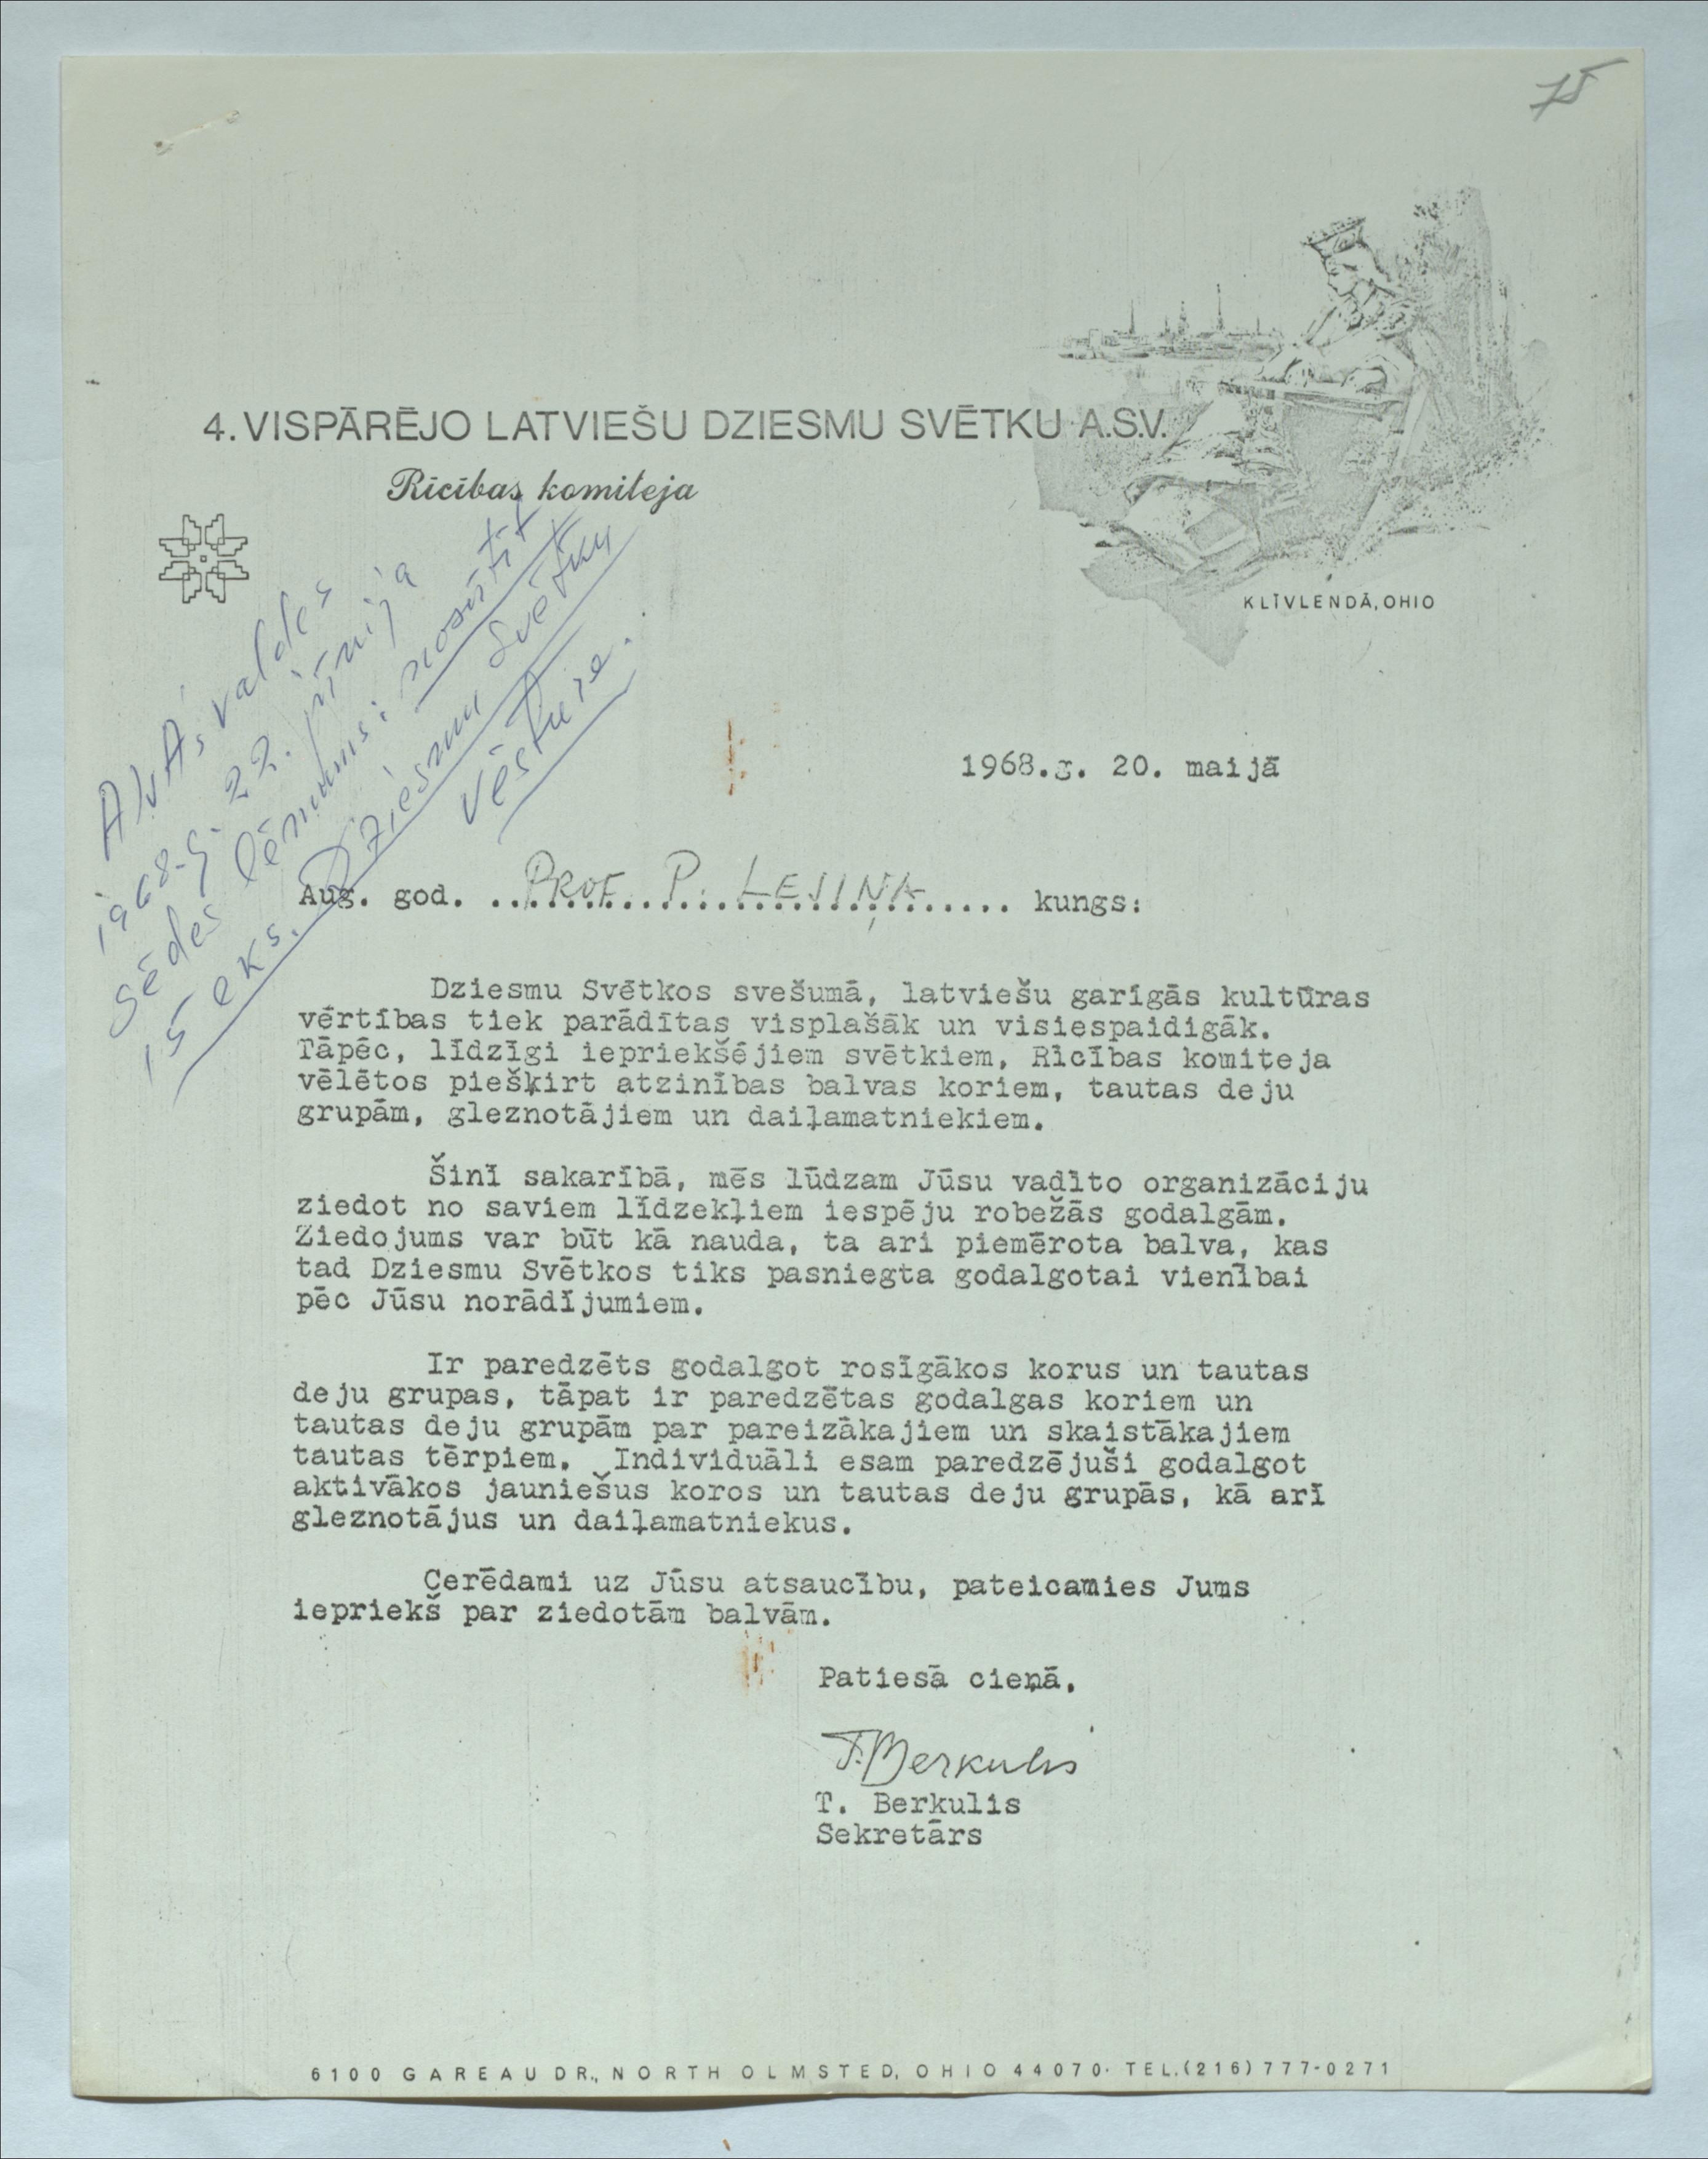 75
4. VISPĀRĒJO LATVIEŠU DZIESMU SVĒTKU A.S.V.
Rīcības komiteja
KLĪVLENDĀ, OHIO
ALA's valdes
1968.g. 22. jūnija
sēdes lēmums: nosūtīt
15 eks. Dziesmu Svētku
vēsture.
1968.g. 20. maijā
Aug. god. PROF. P. LEJIŅA kungs:
Dziesmu Svētkos svešumā, latviešu garīgās kultūras
vērtības tiek parādītas visplašāk un visiespaidigāk.
Tāpēc, līdzīgi iepriekšējiem svētkiem, Rīcības komiteja
vēlētos piešķirt atzinības balvas koriem, tautas deju
grupām, gleznotājiem un daiļamatniekiem.
Šinī sakarībā, mēs lūdzam Jūsu vadīto organizāciju
ziedot no saviem līdzekļiem iespēju robežās godalgām.
Ziedojums var būt kā nauda, ta ari piemērota balva, kas
tad Dziesmu Svētkos tiks pasniegta godalgotai vienībai
pēc Jūsu norādījumiem.
Ir paredzēts godalgot rosīgākos korus un tautas
deju grupas, tāpat ir paredzētas godalgas koriem un
tautas deju grupām par pareizākajiem un skaistākajiem
tautas tērpiem. Individuāli esam paredzējuši godalgot
aktīvākos jauniešus koros un tautas deju grupās, kā arī
gleznotājus un daiļamatniekus.
Cerēdami uz Jūsu atsaucību, pateicamies Jums
iepriekš par ziedotām balvām.
Patiesā cieņā,
T. Berkulis
T. Berkulis
Sekretārs
6100 GAREAU DR., NORTH OLMSTED, OHIO 44070. TEL. (216) 777-0271